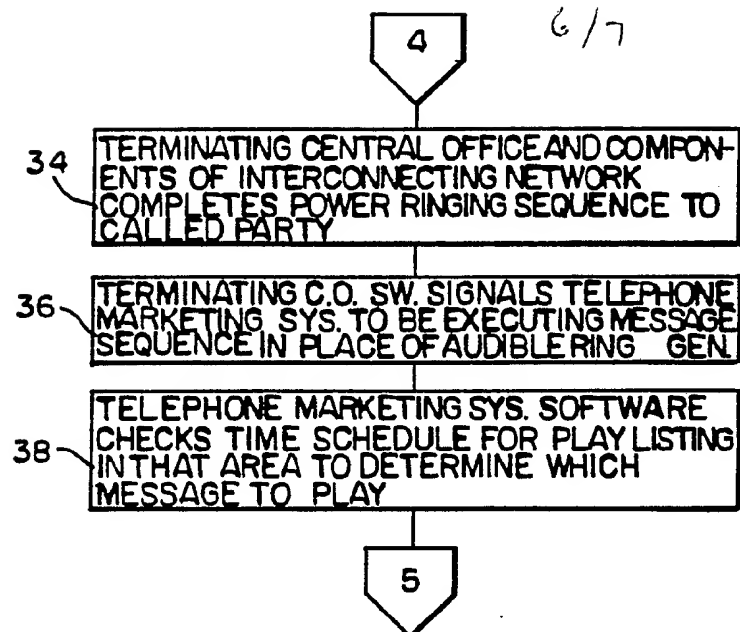 6/7
4
34
TERMINATING CENTRAL OFFICE AND COMPON-
ENTS OF INTERCONNECTING NETWORK
COMPLETES POWER RINGING SEQUENCE TO
CALLED PARTY
36
TERMINATING C.O. SW. SIGNALS TELEPHONE
MARKETING SYS. TO BE EXECUTING MESSAGE
SEQUENCE IN PLACE OF AUDIBLE RING GEN.
38
TELEPHONE MARKETING SYS. SOFTWARE
CHECKS TIME SCHEDULE FOR PLAY LISTING
IN THAT AREA TO DETERMINE WHICH
MESSAGE TO PLAY
5